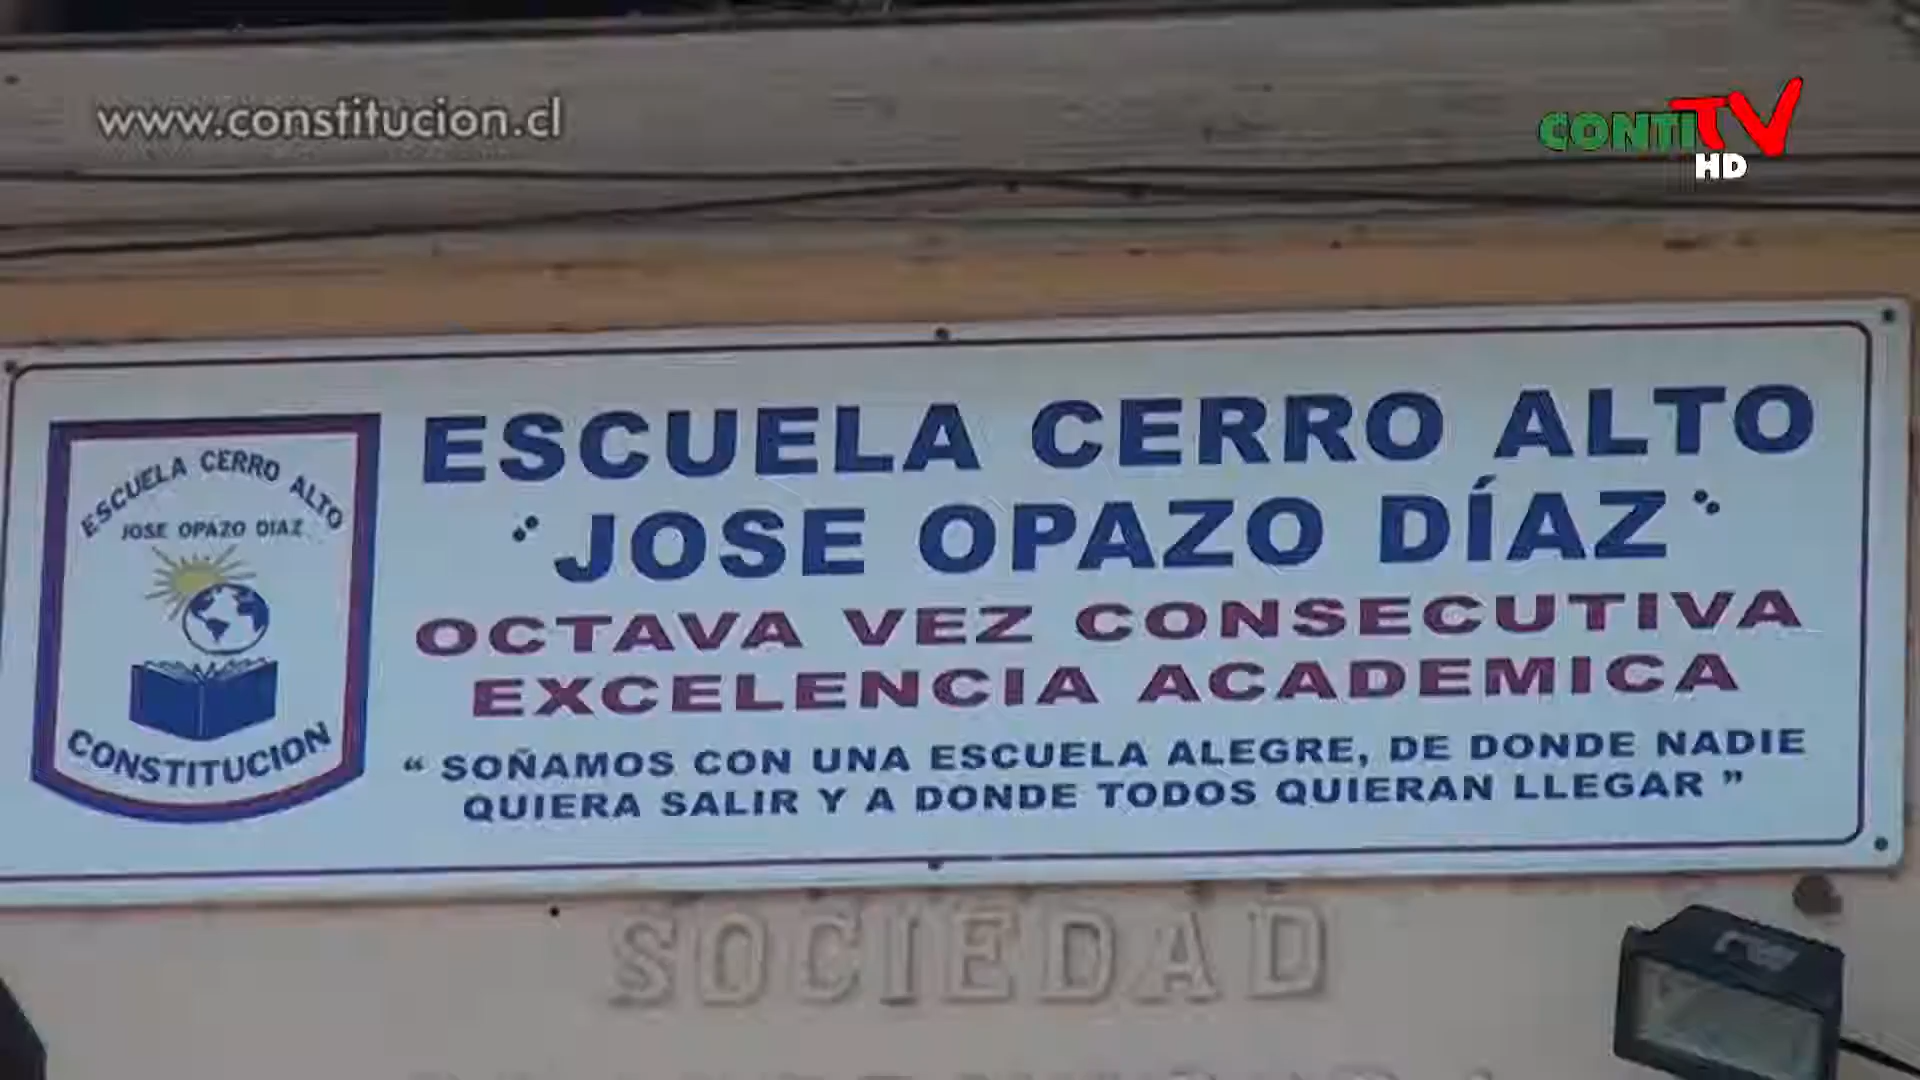 www.constitucion.cl
CONTITV
HD
ESCUELA CERRO ALTO
JOSE OPAZO DIAZ
CONSTITUCION
ESCUELA CERRO ALTO
"JOSE OPAZO DÍAZ"
OCTAVA VEZ CONSECUTIVA
EXCELENCIA ACADEMICA
“ SOÑAMOS CON UNA ESCUELA ALEGRE, DE DONDE NADIE
QUIERA SALIR Y A DONDE TODOS QUIERAN LLEGAR ”
SOCIEDAD